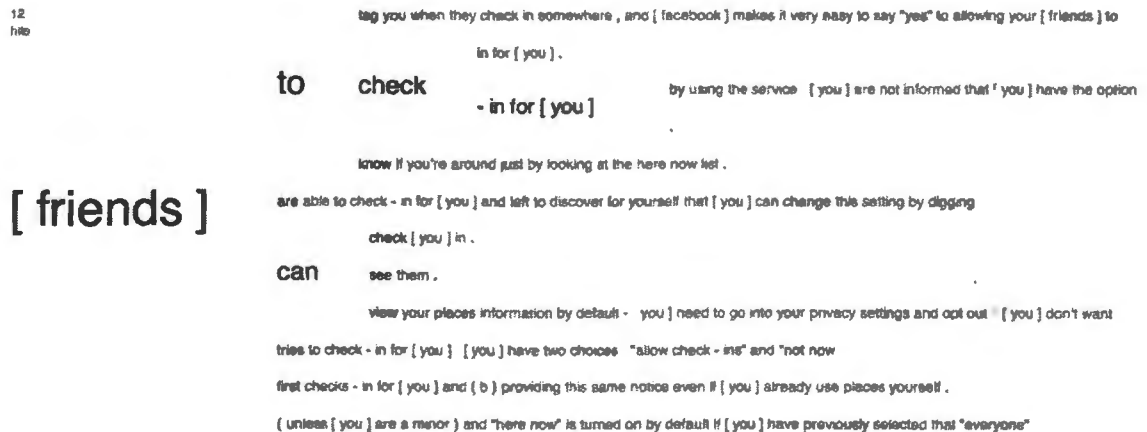 12
hits
tag you when they check in somewhere , and [ facebook ] makes it very easy to say "yes" to allowing your [ friends ] to
in for [ you ] .
to check
- in for [ you ]
by using the service [ you ] are not informed that [ you ] have the option
know if you're around just by looking at the here now list .
[ friends ]
are able to check - in for [ you ] and left to discover for yourself that [ you ] can change this setting by digging
check [ you ] in .
can see them .
view your places information by default - you ] need to go into your privacy settings and opt out [ you ] don't want
tries to check - in for [ you ] [ you ] have two choices "allow check - ins" and "not now
first checks - in for [ you ] and ( b ) providing this same notice even if [ you ] already use places yourself .
( unless [ you ] are a minor ) and "here now" is turned on by default if [ you ] have previously selected that "everyone"